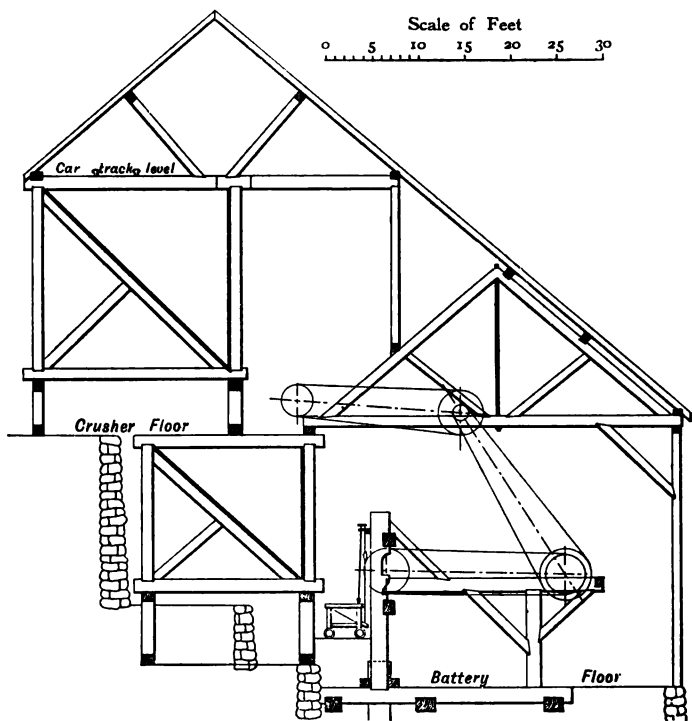 Scale of Feet
0 5 10 15 20 25 30
Car track level
Crusher Floor
Battery Floor